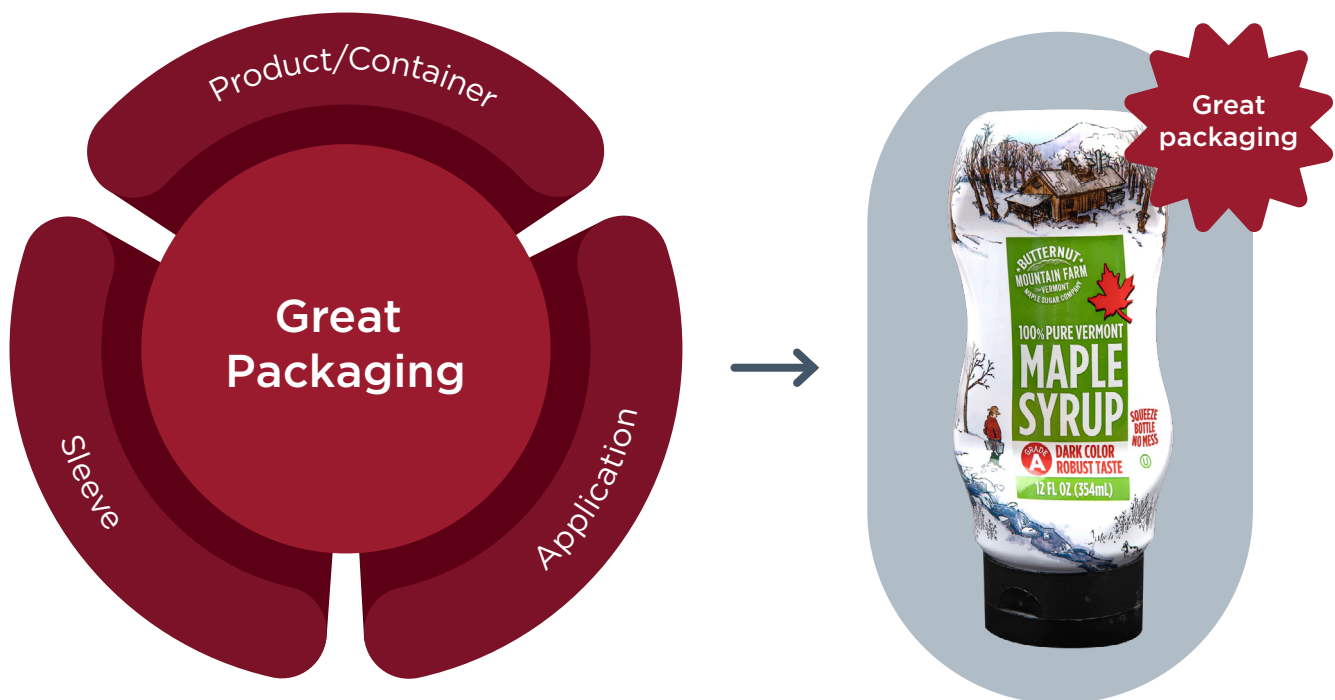 Product/Container
Great
Packaging
Sleeve
Application
Great
packaging
BUTTERNUT
MOUNTAIN FARM
VERMONT
MAPLE SUGAR COMPANY
100% PURE VERMONT
MAPLE
SYRUP
SQUEEZE
BOTTLE
NO MESS
GRADE
A
DARK COLOR
ROBUST TASTE
U
12 FL OZ (354mL)